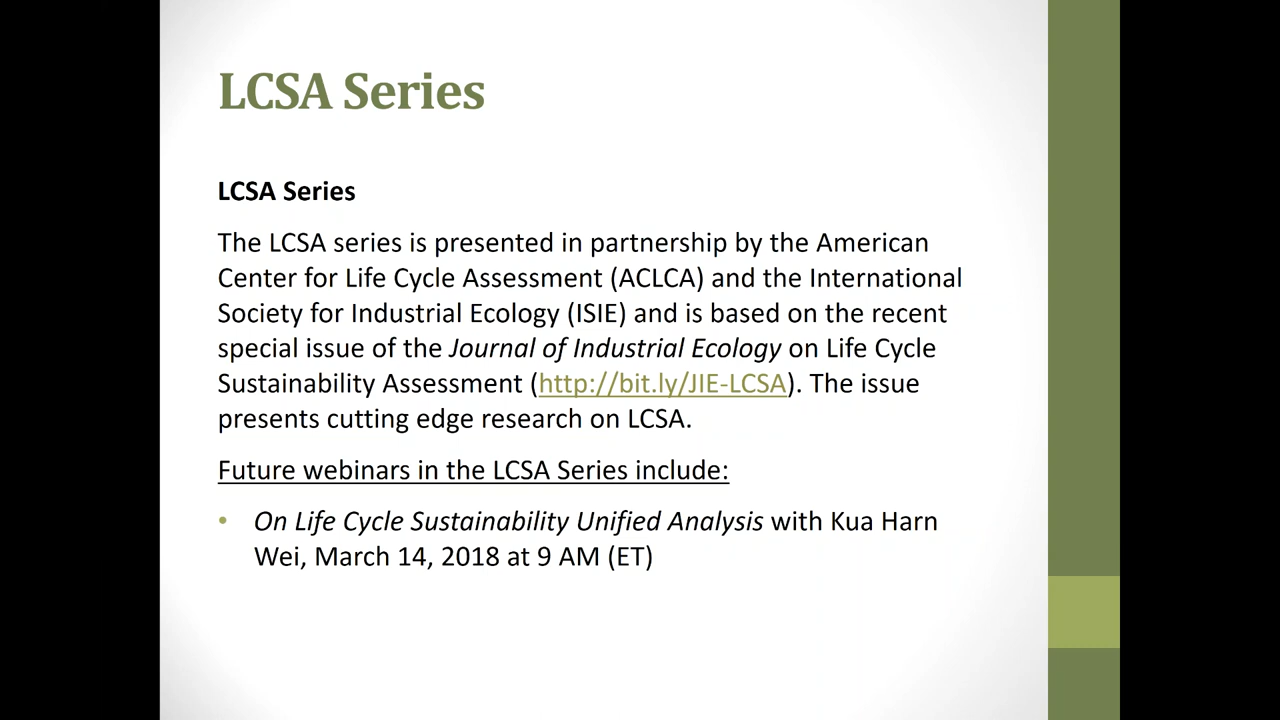 LCSA Series
LCSA Series
The LCSA series is presented in partnership by the American
Center for Life Cycle Assessment (ACLCA) and the International
Society for Industrial Ecology (ISIE) and is based on the recent
special issue of the Journal of Industrial Ecology on Life Cycle
Sustainability Assessment (http://bit.ly/JIE-LCSA). The issue
presents cutting edge research on LCSA.
Future webinars in the LCSA Series include:
• On Life Cycle Sustainability Unified Analysis with Kua Harn
Wei, March 14, 2018 at 9 AM (ET)